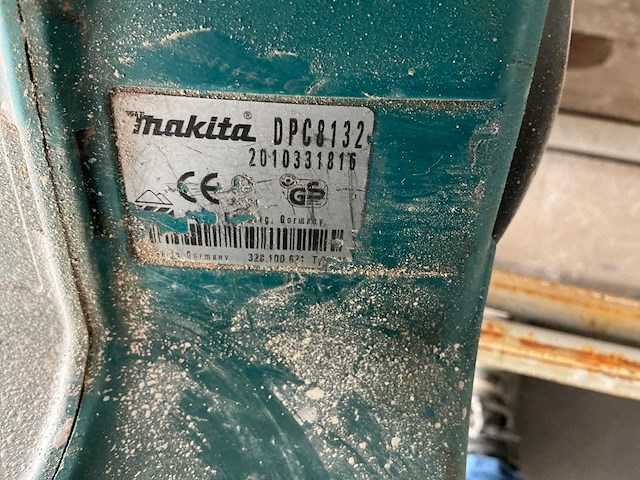 makita® DPC8132
2010331816
CE GS
Germany
Germany 328.100.621